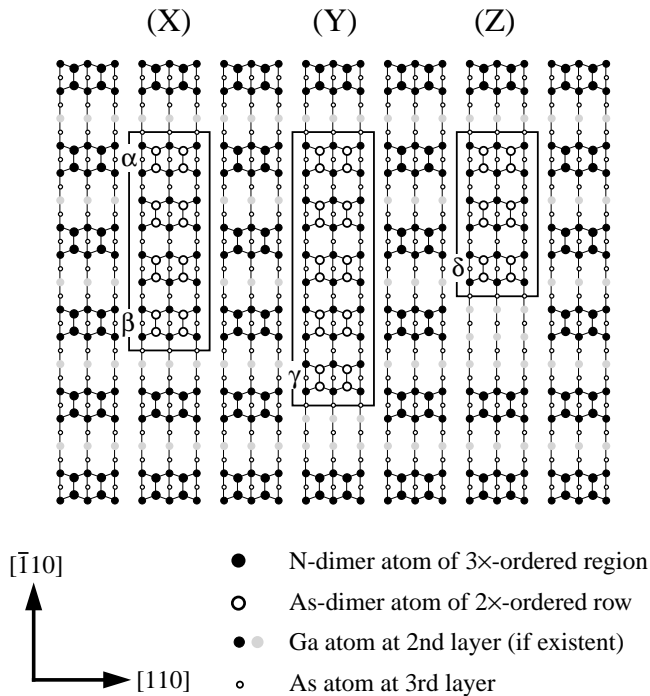 (X) (Y) (Z)
α
β
γ
δ
[1̄10]
[110]
N-dimer atom of 3×-ordered region
As-dimer atom of 2×-ordered row
Ga atom at 2nd layer (if existent)
As atom at 3rd layer